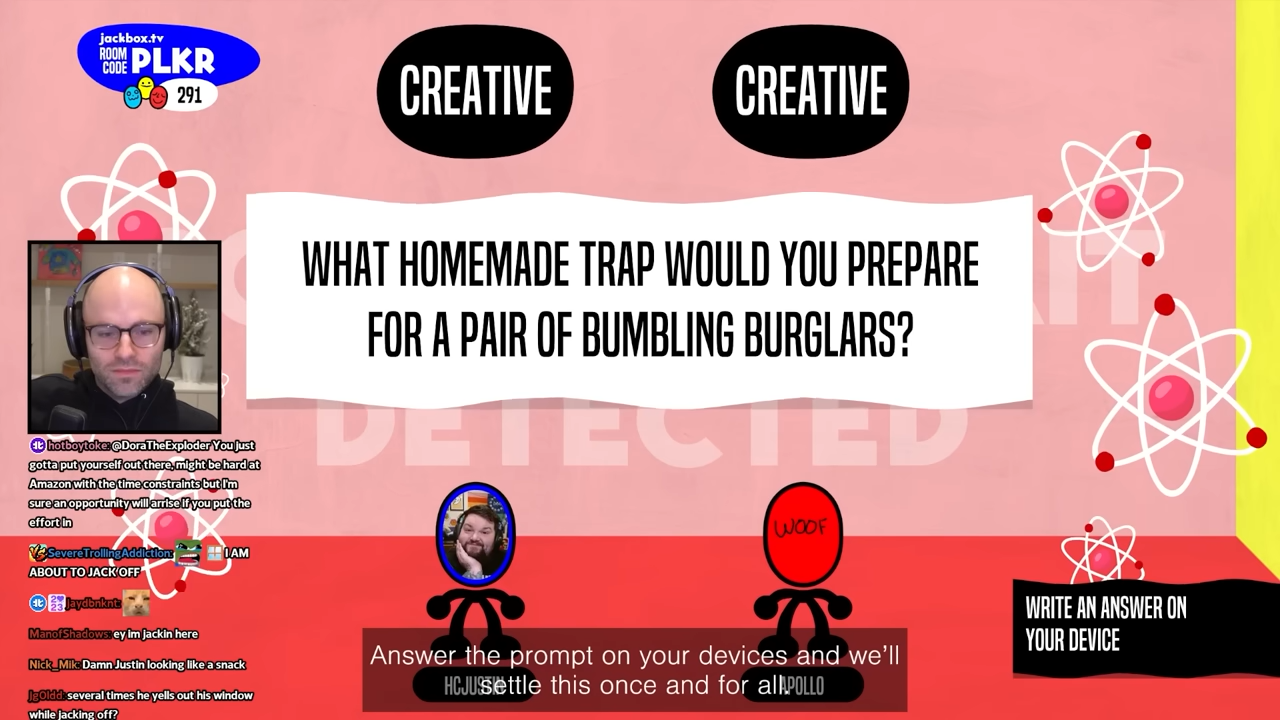 jackbox.tv
ROOM CODE PLKR
291
CREATIVE
CREATIVE
WHAT HOMEMADE TRAP WOULD YOU PREPARE
FOR A PAIR OF BUMBLING BURGLARS?
DETECTED
hotboytoke: @DoraTheExploder You just
gotta put yourself out there, might be hard at
Amazon with the time constraints but i'm
sure an opportunity will arrise if you put the
effort in
SevereTrollingAddiction: I AM
ABOUT TO JACK OFF
Jaydbnknt:
ManofShadows: ey im jackin here
Nick_Mik: Damn Justin looking like a snack
JgOldd: several times he yells out his window
while jacking off?
WOOF
WRITE AN ANSWER ON
YOUR DEVICE
Answer the prompt on your devices and we'll
settle this once and for all.
HCJUSTIN
APOLLO